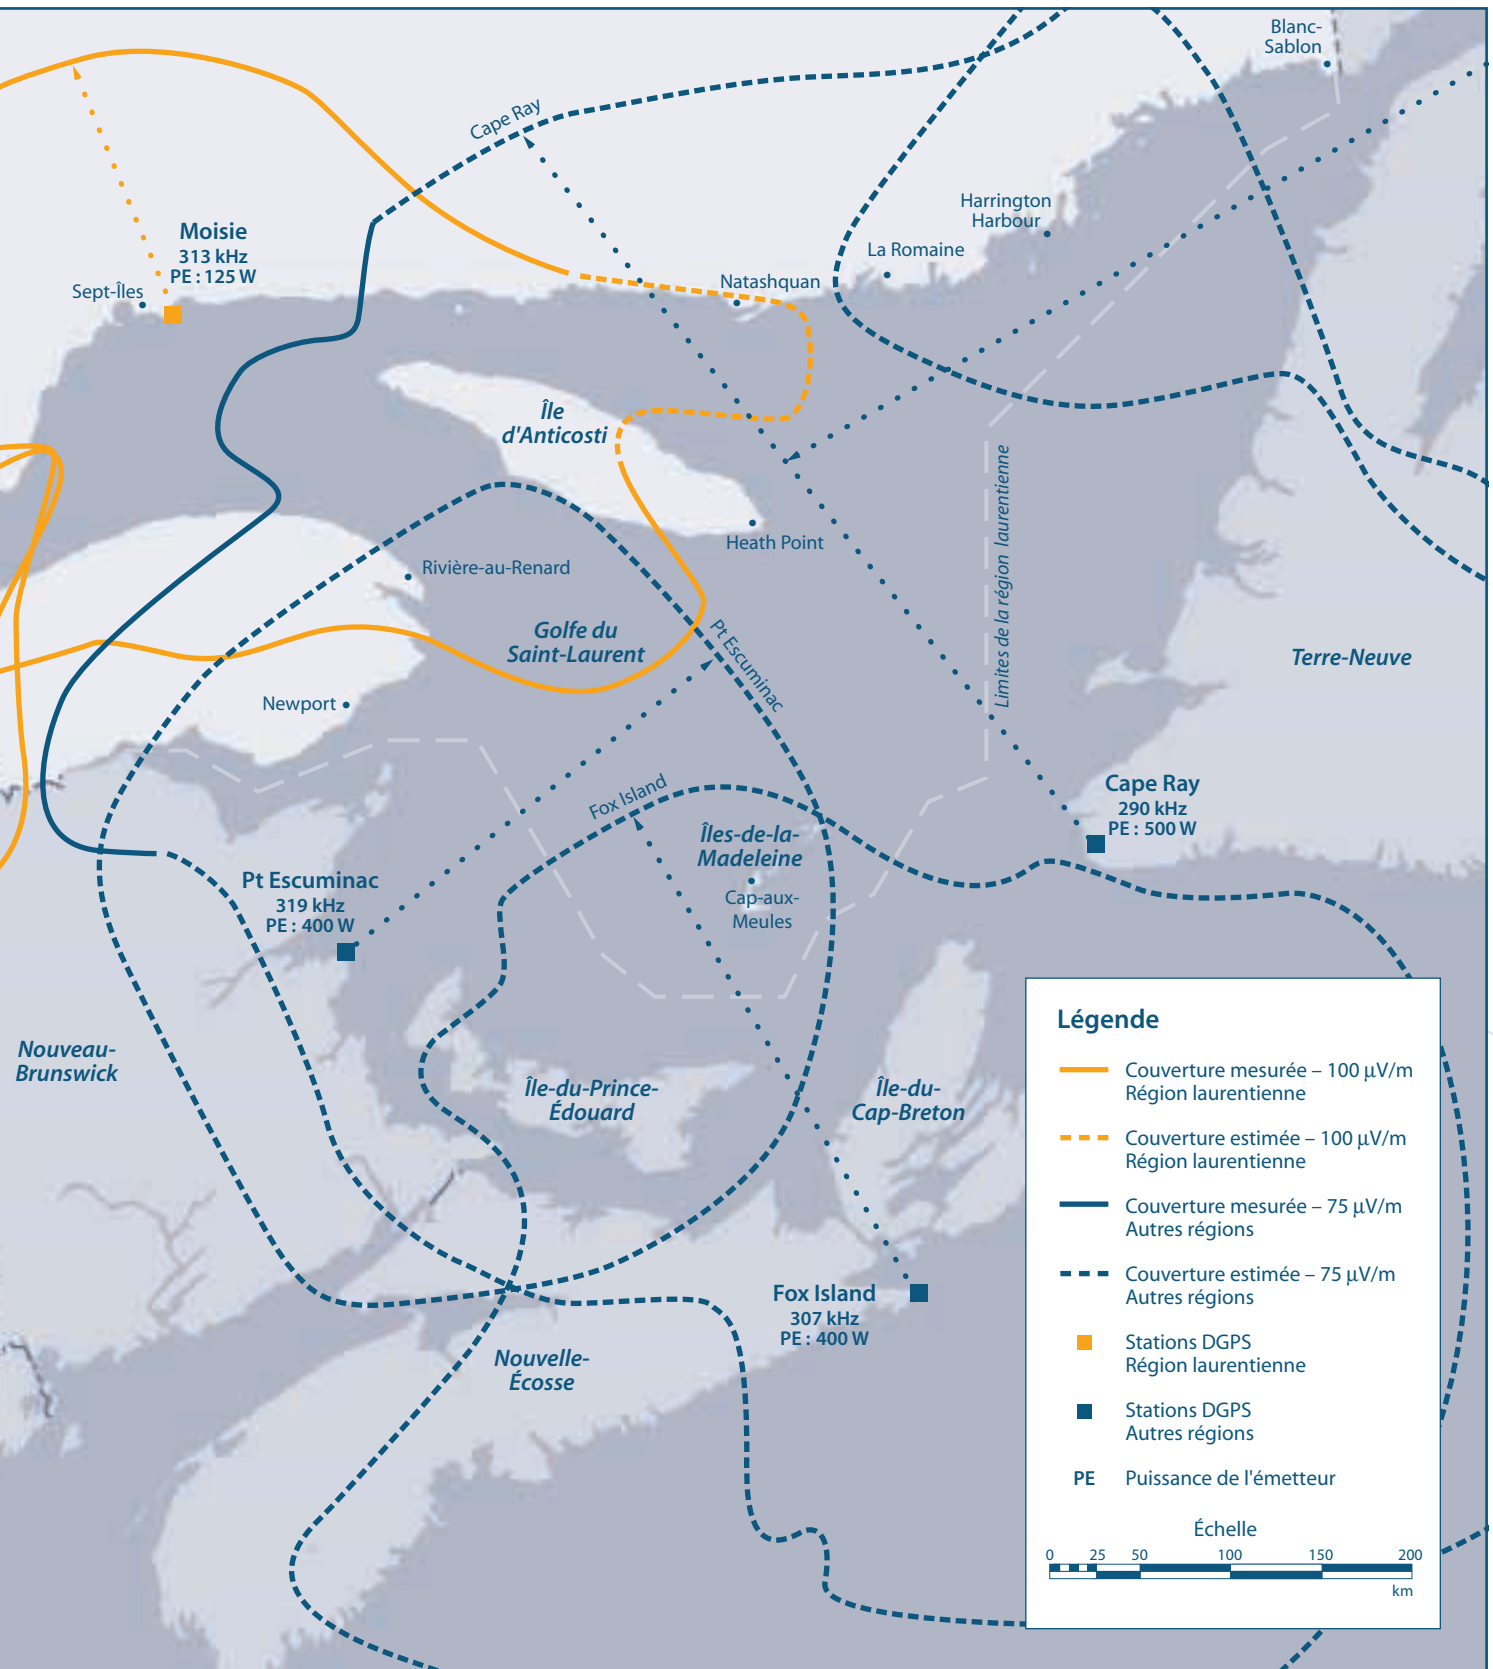 Blanc-
Sablon
Cape Ray
Harrington
Harbour
Moisie
313 kHz
PE : 125 W
La Romaine
Sept-Îles
Natashquan
Île
d'Anticosti
Limites de la région laurentienne
Heath Point
Rivière-au-Renard
Golfe du
Saint-Laurent
Pt Escuminac
Terre-Neuve
Newport
Fox Island
Cape Ray
290 kHz
PE : 500 W
Îles-de-la-
Madeleine
Pt Escuminac
319 kHz
PE : 400 W
Cap-aux-
Meules
Nouveau-
Brunswick
Île-du-Prince-
Édouard
Île-du-
Cap-Breton
Fox Island
307 kHz
PE : 400 W
Nouvelle-
Écosse
Légende
Couverture mesurée – 100 µV/m
Région laurentienne
Couverture estimée – 100 µV/m
Région laurentienne
Couverture mesurée – 75 µV/m
Autres régions
Couverture estimée – 75 µV/m
Autres régions
Stations DGPS
Région laurentienne
Stations DGPS
Autres régions
PE Puissance de l'émetteur
Échelle
0 25 50 100 150 200
km